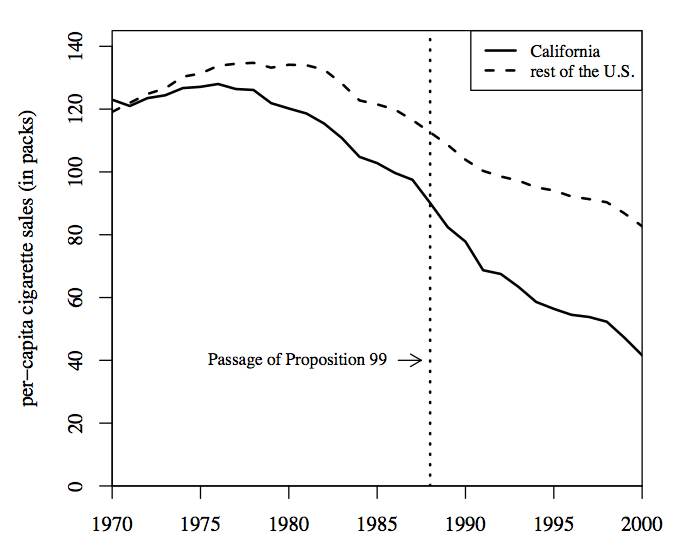 per−capita cigarette sales (in packs)
140
120
100
80
60
40
20
0
California
rest of the U.S.
Passage of Proposition 99
1970 1975 1980 1985 1990 1995 2000